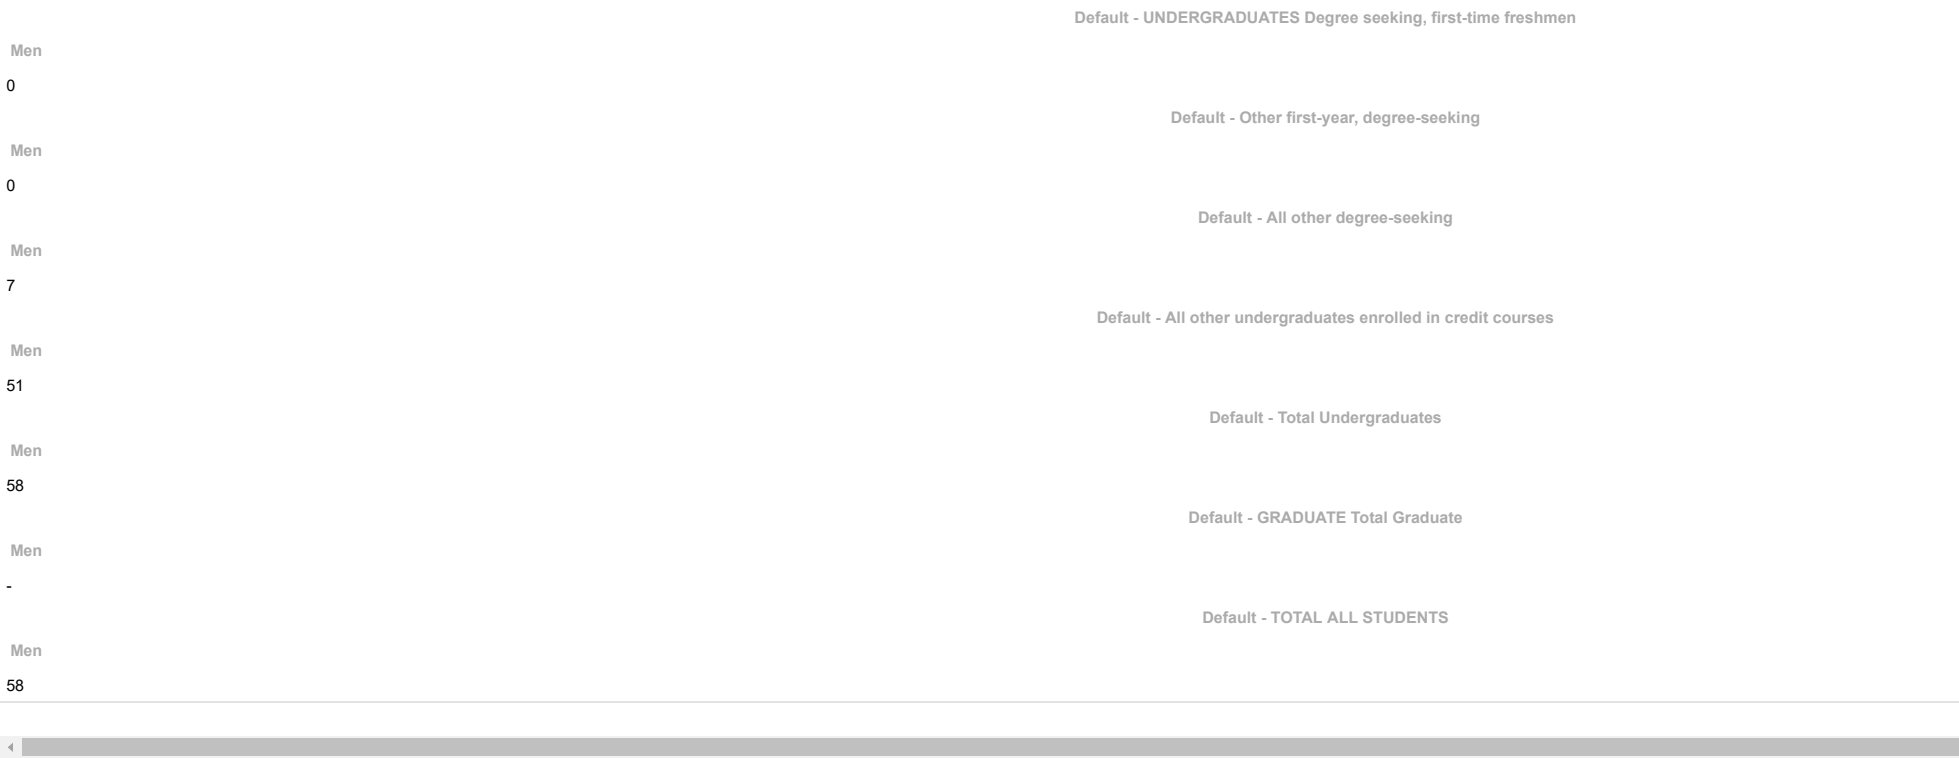 Default - UNDERGRADUATES Degree seeking, first-time freshmen
Men
0
Default - Other first-year, degree-seeking
Men
0
Default - All other degree-seeking
Men
7
Default - All other undergraduates enrolled in credit courses
Men
51
Default - Total Undergraduates
Men
58
Default - GRADUATE Total Graduate
Men
-
Default - TOTAL ALL STUDENTS
Men
58